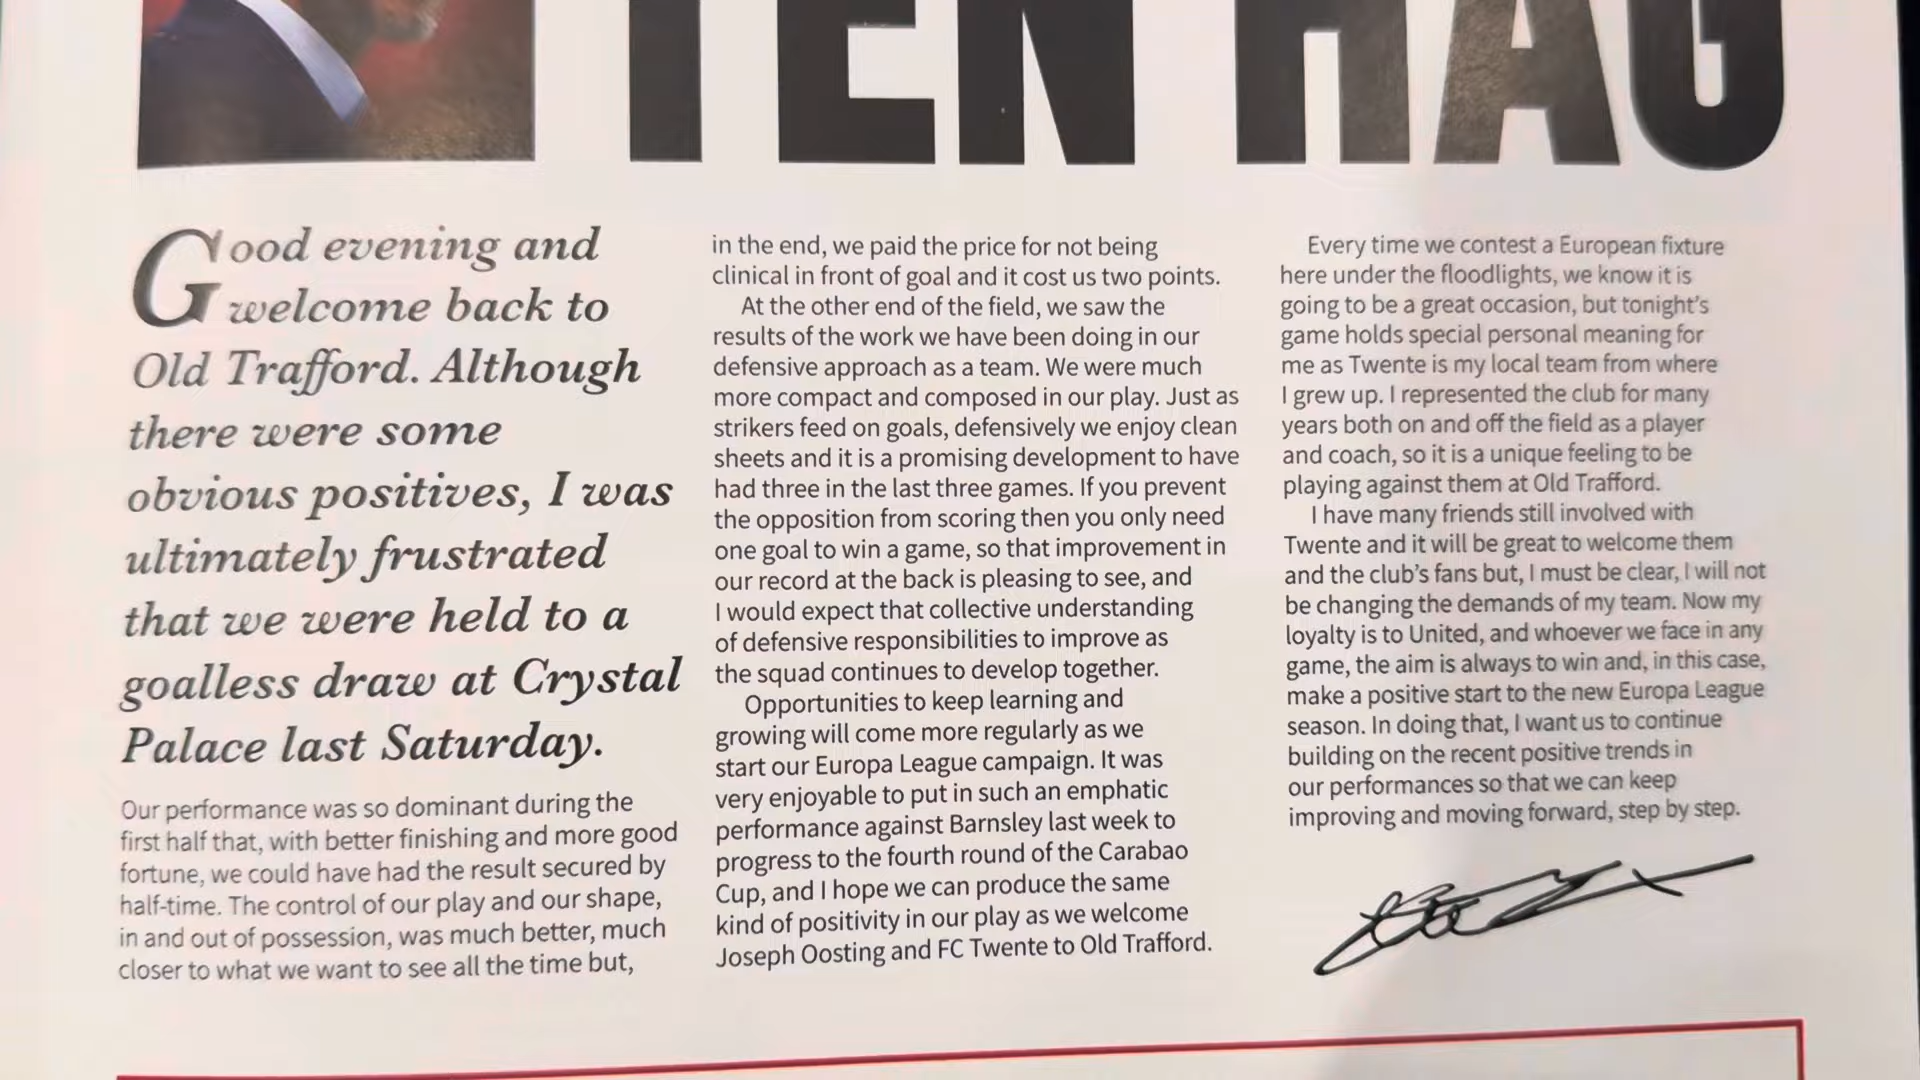 TEN HAG
Good evening and
welcome back to
Old Trafford. Although
there were some
obvious positives, I was
ultimately frustrated
that we were held to a
goalless draw at Crystal
Palace last Saturday.
Our performance was so dominant during the
first half that, with better finishing and more good
fortune, we could have had the result secured by
half-time. The control of our play and our shape,
in and out of possession, was much better, much
closer to what we want to see all the time but,
in the end, we paid the price for not being
clinical in front of goal and it cost us two points.
At the other end of the field, we saw the
results of the work we have been doing in our
defensive approach as a team. We were much
more compact and composed in our play. Just as
strikers feed on goals, defensively we enjoy clean
sheets and it is a promising development to have
had three in the last three games. If you prevent
the opposition from scoring then you only need
one goal to win a game, so that improvement in
our record at the back is pleasing to see, and
I would expect that collective understanding
of defensive responsibilities to improve as
the squad continues to develop together.
Opportunities to keep learning and
growing will come more regularly as we
start our Europa League campaign. It was
very enjoyable to put in such an emphatic
performance against Barnsley last week to
progress to the fourth round of the Carabao
Cup, and I hope we can produce the same
kind of positivity in our play as we welcome
Joseph Oosting and FC Twente to Old Trafford.
Every time we contest a European fixture
here under the floodlights, we know it is
going to be a great occasion, but tonight's
game holds special personal meaning for
me as Twente is my local team from where
I grew up. I represented the club for many
years both on and off the field as a player
and coach, so it is a unique feeling to be
playing against them at Old Trafford.
I have many friends still involved with
Twente and it will be great to welcome them
and the club's fans but, I must be clear, I will not
be changing the demands of my team. Now my
loyalty is to United, and whoever we face in any
game, the aim is always to win and, in this case,
make a positive start to the new Europa League
season. In doing that, I want us to continue
building on the recent positive trends in
our performances so that we can keep
improving and moving forward, step by step.